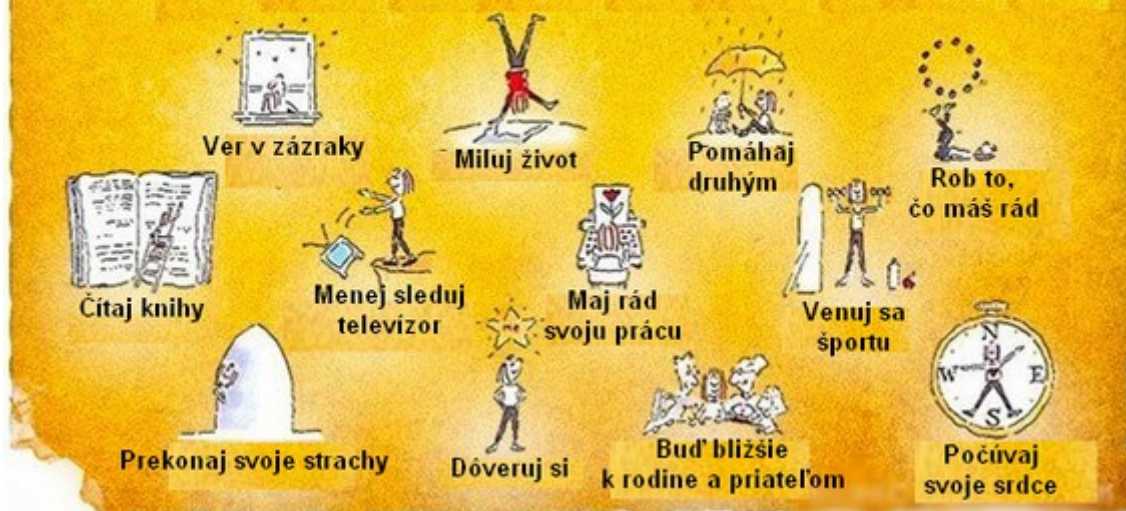 Ver v zázraky
Miluj život
Pomáhaj
druhým
Rob to,
čo máš rád
Čítaj knihy
Menej sleduj
televízor
Maj rád
svoju prácu
Venuj sa
športu
N
W
E
S
Prekonaj svoje strachy
ME
Dôveruj si
Buď bližšie
k rodine a priateľom
Počúvaj
svoje srdce